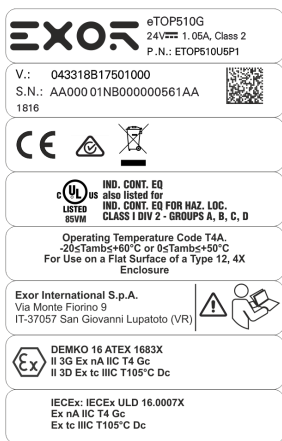 EXOR
eTOP510G
24V 1.05A, Class 2
P.N.: ETOP510U5P1
V.: 043318B17501000
S.N.: AA000 01NB000000561AA
1816
CE
c UL us
LISTED
85VM
IND. CONT. EQ
also listed for
IND. CONT. EQ FOR HAZ. LOC.
CLASS I DIV 2 - GROUPS A, B, C, D
Operating Temperature Code T4A.
-20≤Tamb≤+60°C or 0≤Tamb≤+50°C
For Use on a Flat Surface of a Type 12, 4X
Enclosure
Exor International S.p.A.
Via Monte Fiorino 9
IT-37057 San Giovanni Lupatoto (VR)
Ex
DEMKO 16 ATEX 1683X
II 3G Ex nA IIC T4 Gc
II 3D Ex tc IIIC T105°C Dc
IECEx: IECEx ULD 16.0007X
Ex nA IIC T4 Gc
Ex tc IIIC T105°C Dc